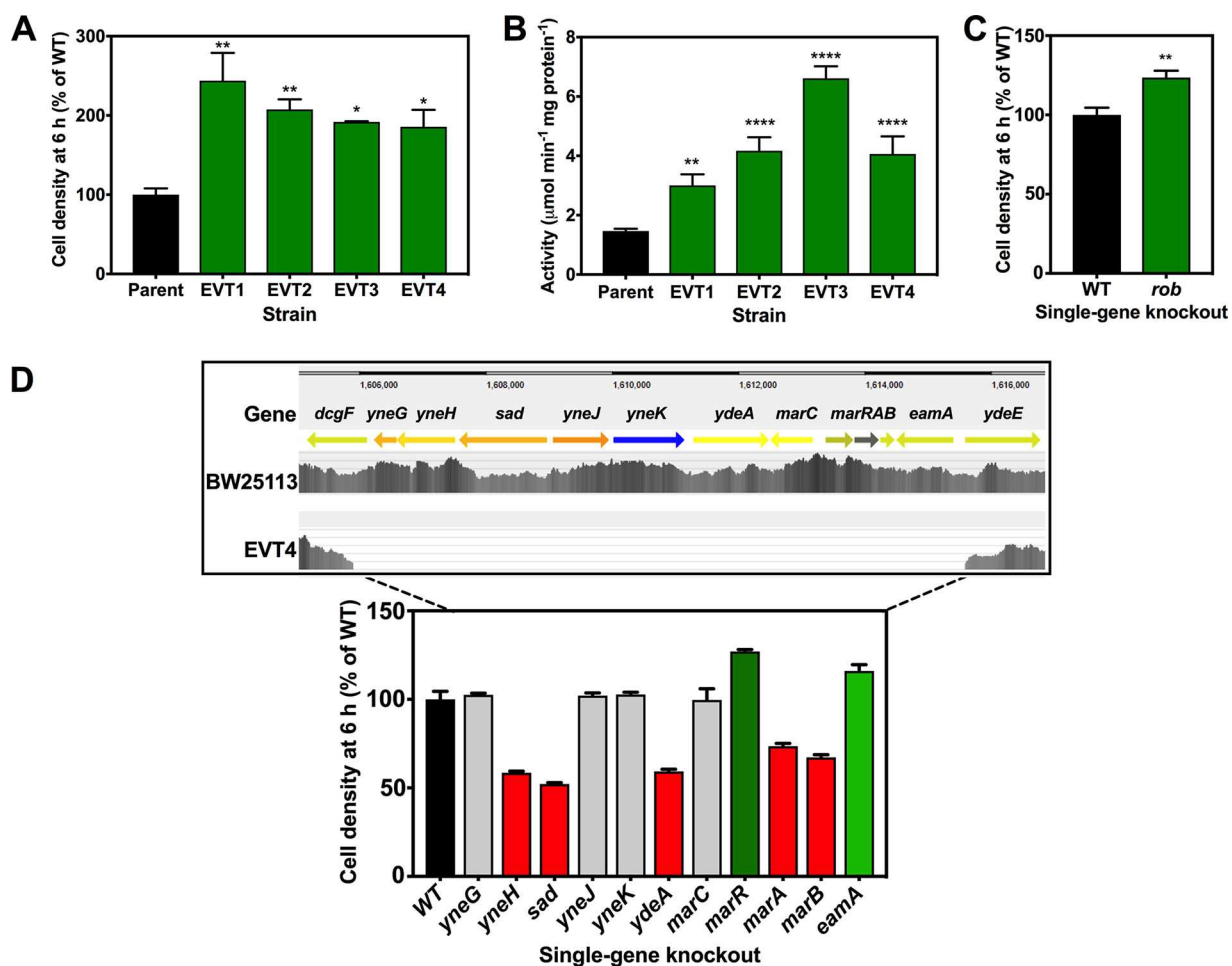 A
Cell density at 6 h (% of WT)
300
200
100
0
** ** * *
Parent EVT1 EVT2 EVT3 EVT4
Strain
B
Activity (μmol min⁻¹ mg protein⁻¹)
8
6
4
2
0
** **** **** ****
Parent EVT1 EVT2 EVT3 EVT4
Strain
C
Cell density at 6 h (% of WT)
150
100
50
0
**
WT rob
Single-gene knockout
D
1,606,000 1,608,000 1,610,000 1,612,000 1,614,000 1,616,000
Gene dcgF yneG yneH sad yneJ yneK ydeA marC marRAB eamA ydeE
BW25113
EVT4
Cell density at 6 h (% of WT)
150
100
50
0
WT yneG yneH sad yneJ yneK ydeA marC marR marA marB eamA
Single-gene knockout